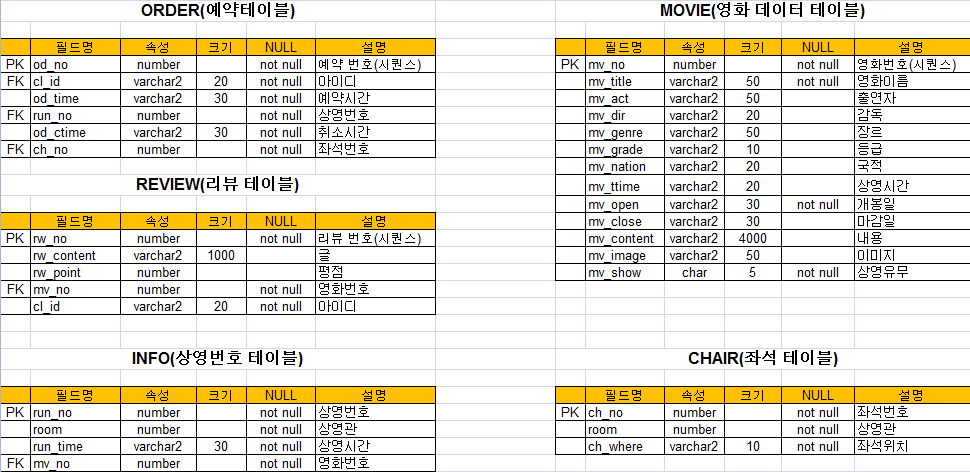 ORDER(예약테이블)
필드명 속성 크기 NULL 설명
PK od_no number not null 예약 번호(시퀀스)
FK cl_id varchar2 20 not null 아이디
od_time varchar2 30 not null 예약시간
FK run_no number not null 상영번호
od_ctime varchar2 30 not null 취소시간
FK ch_no number not null 좌석번호
REVIEW(리뷰 테이블)
필드명 속성 크기 NULL 설명
PK rw_no number not null 리뷰 번호(시퀀스)
rw_content varchar2 1000 글
rw_point number 평점
FK mv_no number not null 영화번호
cl_id varchar2 20 not null 아이디
INFO(상영번호 테이블)
필드명 속성 크기 NULL 설명
PK run_no number not null 상영번호
room number not null 상영관
run_time varchar2 30 not null 상영시간
FK mv_no number not null 영화번호
MOVIE(영화 데이터 테이블)
필드명 속성 크기 NULL 설명
PK mv_no number not null 영화번호(시퀀스)
mv_title varchar2 50 not null 영화이름
mv_act varchar2 50 출연자
mv_dir varchar2 20 감독
mv_genre varchar2 50 장르
mv_grade varchar2 10 등급
mv_nation varchar2 20 국적
mv_ttime varchar2 20 상영시간
mv_open varchar2 30 not null 개봉일
mv_close varchar2 30 마감일
mv_content varchar2 4000 내용
mv_image varchar2 50 이미지
mv_show char 5 not null 상영유무
CHAIR(좌석 테이블)
필드명 속성 크기 NULL 설명
PK ch_no number not null 좌석번호
room number not null 상영관
ch_where varchar2 10 not null 좌석위치